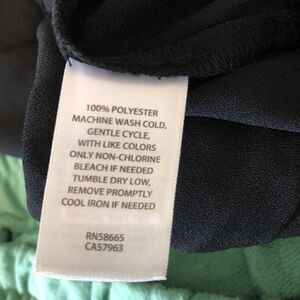 100% POLYESTER
MACHINE WASH COLD,
GENTLE CYCLE,
WITH LIKE COLORS
ONLY NON-CHLORINE
BLEACH IF NEEDED
TUMBLE DRY LOW,
REMOVE PROMPTLY
COOL IRON IF NEEDED
RN58665
CA57963